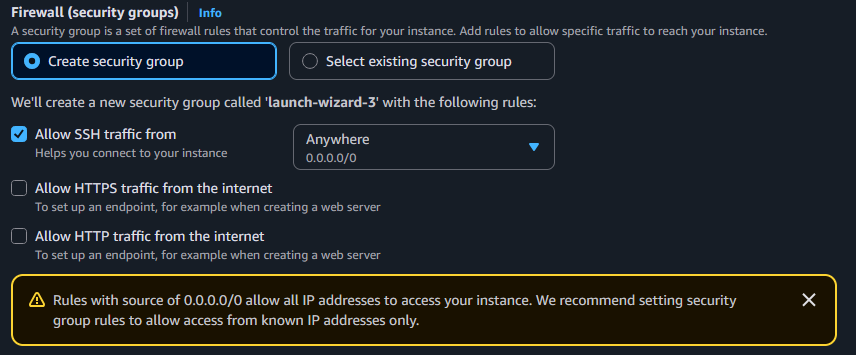 Firewall (security groups) | Info
A security group is a set of firewall rules that control the traffic for your instance. Add rules to allow specific traffic to reach your instance.
Create security group
Select existing security group
We'll create a new security group called 'launch-wizard-3' with the following rules:
Allow SSH traffic from
Helps you connect to your instance
Anywhere
0.0.0.0/0
Allow HTTPS traffic from the internet
To set up an endpoint, for example when creating a web server
Allow HTTP traffic from the internet
To set up an endpoint, for example when creating a web server
Rules with source of 0.0.0.0/0 allow all IP addresses to access your instance. We recommend setting security
group rules to allow access from known IP addresses only.